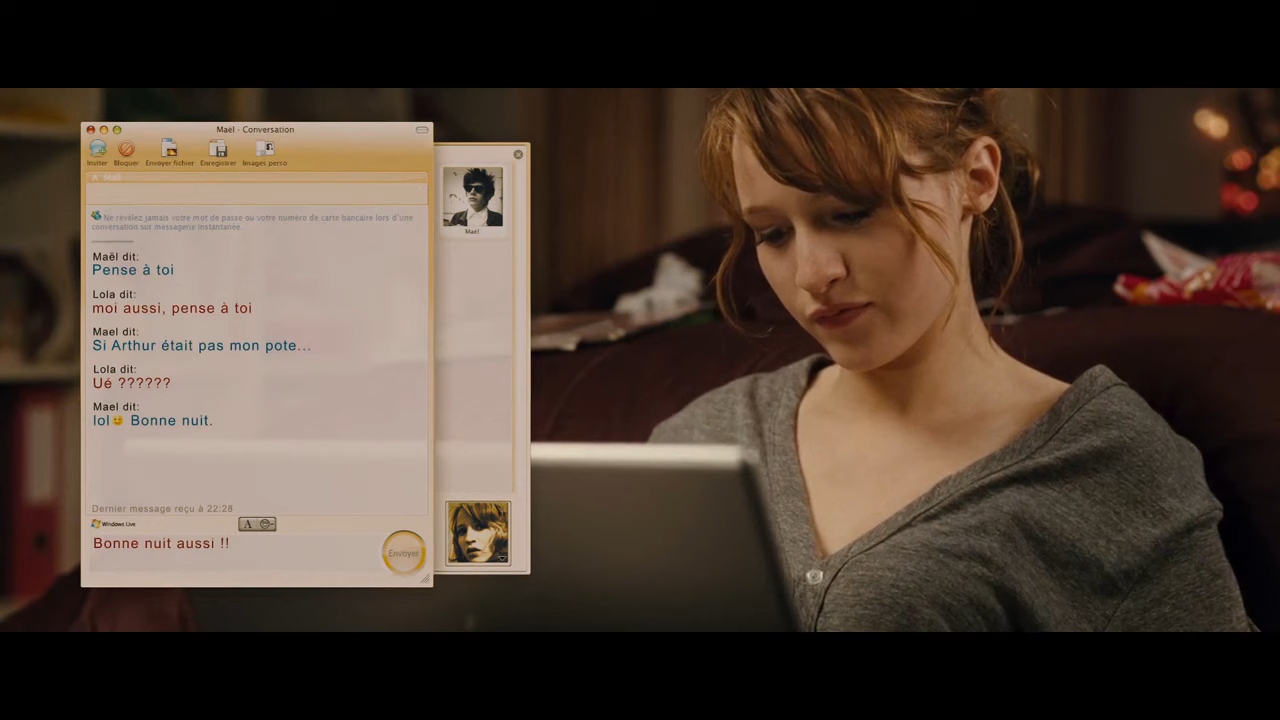 Maël - Conversation
Inviter Bloquer Envoyer fichier Enregistrer Images perso
Ne révélez jamais votre mot de passe ou votre numéro de carte bancaire lors d'une
conversation sur messagerie instantanée.
Maël
Maël dit:
Pense à toi
Lola dit:
moi aussi, pense à toi
Mael dit:
Si Arthur était pas mon pote...
Lola dit:
Ué ??????
Mael dit:
lol😉 Bonne nuit.
Dernier message reçu à 22:28
Windows Live
A
Bonne nuit aussi !!
Envoyer